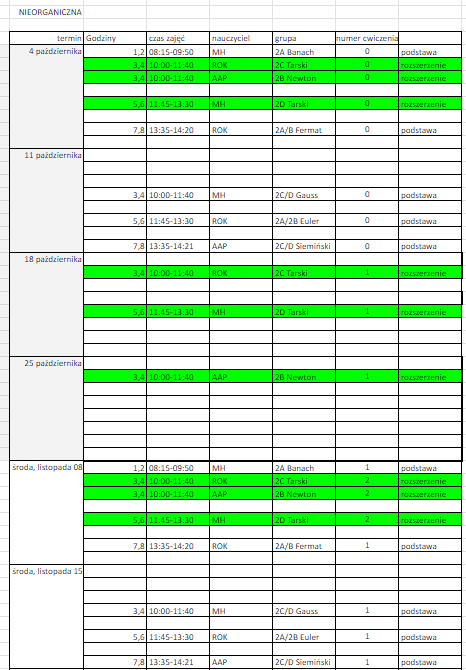 NIEORGANICZNA
termin Godziny czas zajęć nauczyciel grupa numer cwiczenia
4 października 1,2 08:15-09:50 MH 2A Banach 0 podstawa
3,4 10:00-11:40 ROK 2C Tarski 0 rozszerzenie
3,4 10:00-11:40 AAP 2B Newton 0 rozszerzenie
5,6 11:45-13:30 MH 2D Tarski 0 rozszerzenie
7,8 13:35-14:20 ROK 2A/B Fermat 0 podstawa
11 października
3,4 10:00-11:40 MH 2C/D Gauss 0 podstawa
5,6 11:45-13:30 ROK 2A/2B Euler 0 podstawa
7,8 13:35-14:21 AAP 2C/D Siemiński 0 podstawa
18 października
3,4 10:00-11:40 ROK 2C Tarski 1 rozszerzenie
5,6 11:45-13:30 MH 2D Tarski 1 rozszerzenie
25 października
3,4 10:00-11:40 AAP 2B Newton 1 rozszerzenie
środa, listopada 08 1,2 08:15-09:50 MH 2A Banach 1 podstawa
3,4 10:00-11:40 ROK 2C Tarski 2 rozszerzenie
3,4 10:00-11:40 AAP 2B Newton 2 rozszerzenie
5,6 11:45-13:30 MH 2D Tarski 2 rozszerzenie
7,8 13:35-14:20 ROK 2A/B Fermat 1 podstawa
środa, listopada 15
3,4 10:00-11:40 MH 2C/D Gauss 1 podstawa
5,6 11:45-13:30 ROK 2A/2B Euler 1 podstawa
7,8 13:35-14:21 AAP 2C/D Siemiński 1 podstawa